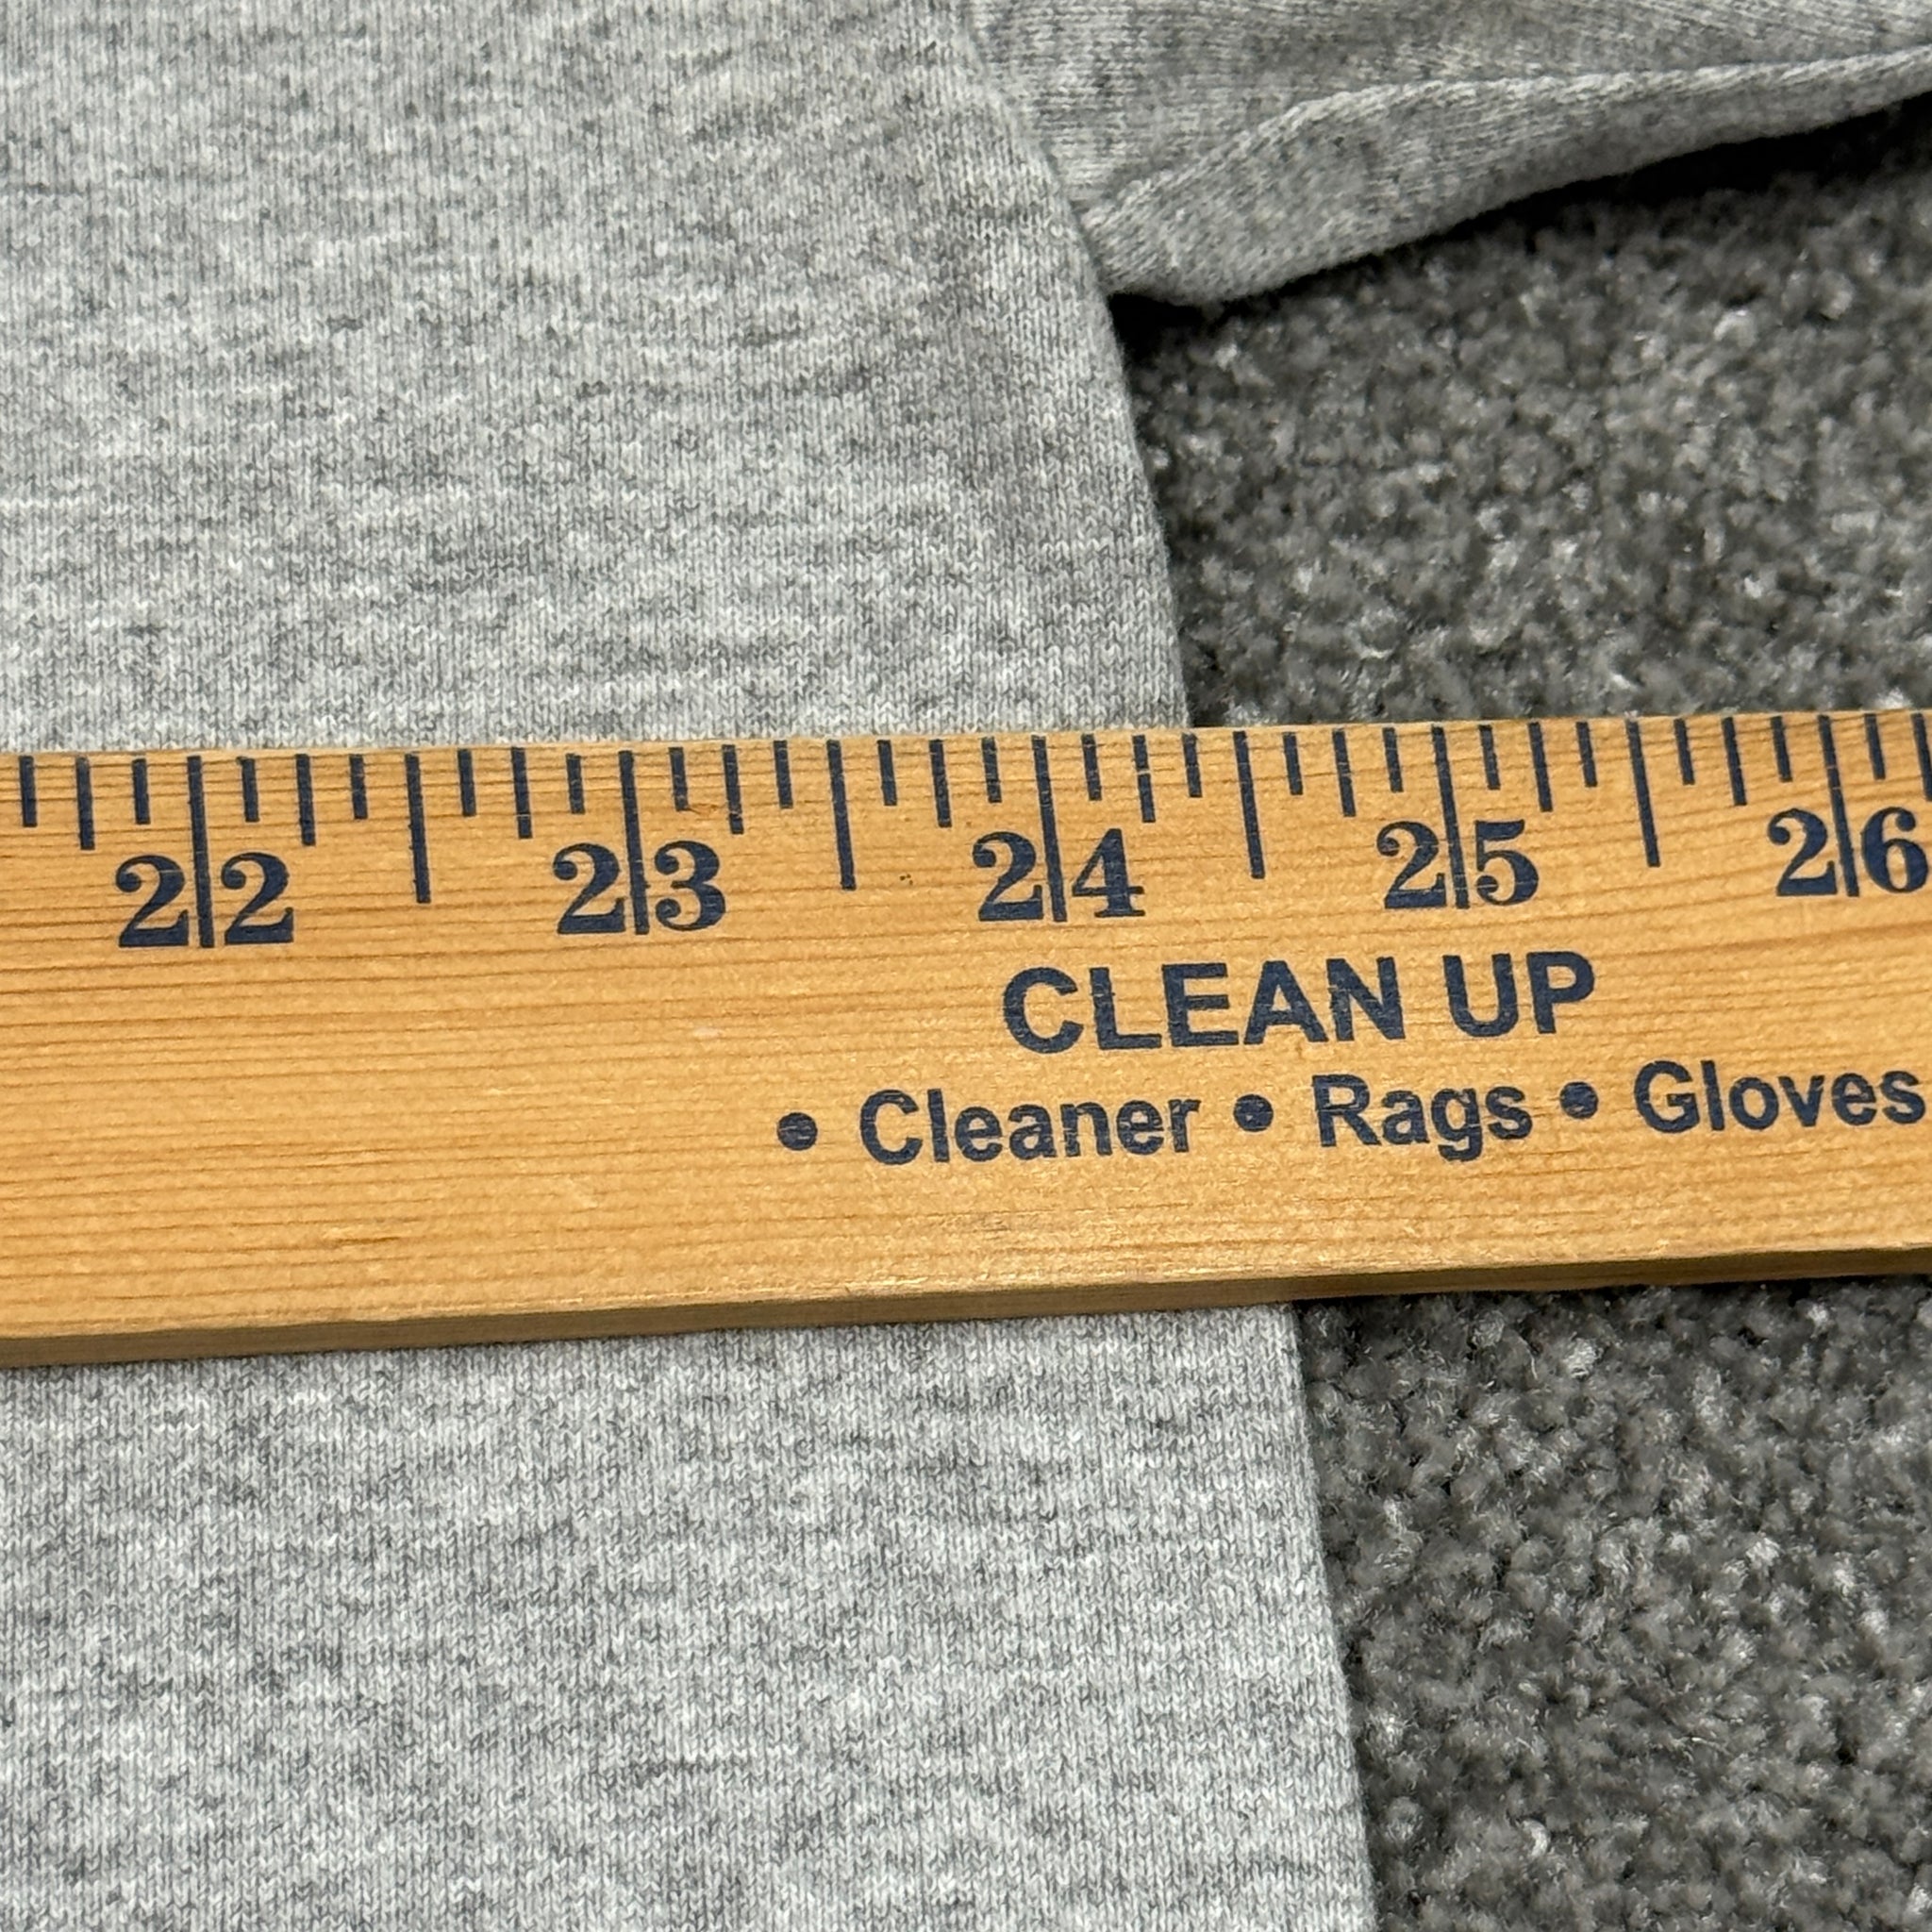 22 23 24 25 26
CLEAN UP
• Cleaner • Rags • Gloves